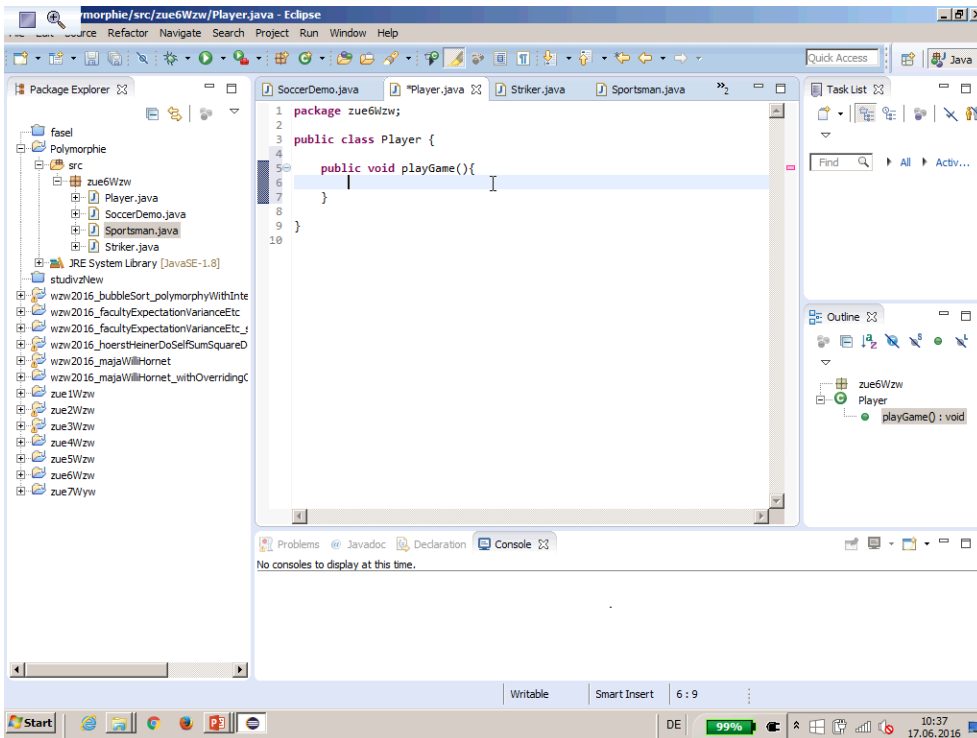 morphie/src/zue6Wzw/Player.java - Eclipse
Refactor Navigate Search Project Run Window Help
Quick Access
Java
Package Explorer
SoccerDemo.java
*Player.java
Striker.java
Sportsman.java
»2
Task List
fasel
Polymorphie
src
zue6Wzw
Player.java
SoccerDemo.java
Sportsman.java
Striker.java
JRE System Library [JavaSE-1.8]
studivzNew
wzw2016_bubbleSort_polymorphyWithInte
wzw2016_facultyExpectationVarianceEtc
wzw2016_facultyExpectationVarianceEtc_s
wzw2016_hoerstHeinerDoSelfSumSquareD
wzw2016_majaWilliHornet
wzw2016_majaWilliHornet_withOverridingC
zue1Wzw
zue2Wzw
zue3Wzw
zue4Wzw
zue5Wzw
zue6Wzw
zue7Wyw
1 package zue6Wzw;
2
3 public class Player {
4
5 public void playGame(){
6
7 }
8
9 }
10
Find
All
Activ...
Outline
zue6Wzw
Player
playGame() : void
Problems
@ Javadoc
Declaration
Console
No consoles to display at this time.
Writable
Smart Insert
6 : 9
Start
DE
99%
10:37
17.06.2016